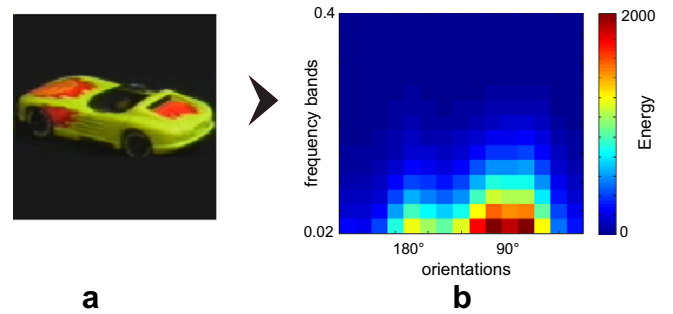 0.4
frequency bands
0.02
180°
90°
orientations
2000
Energy
0
a
b